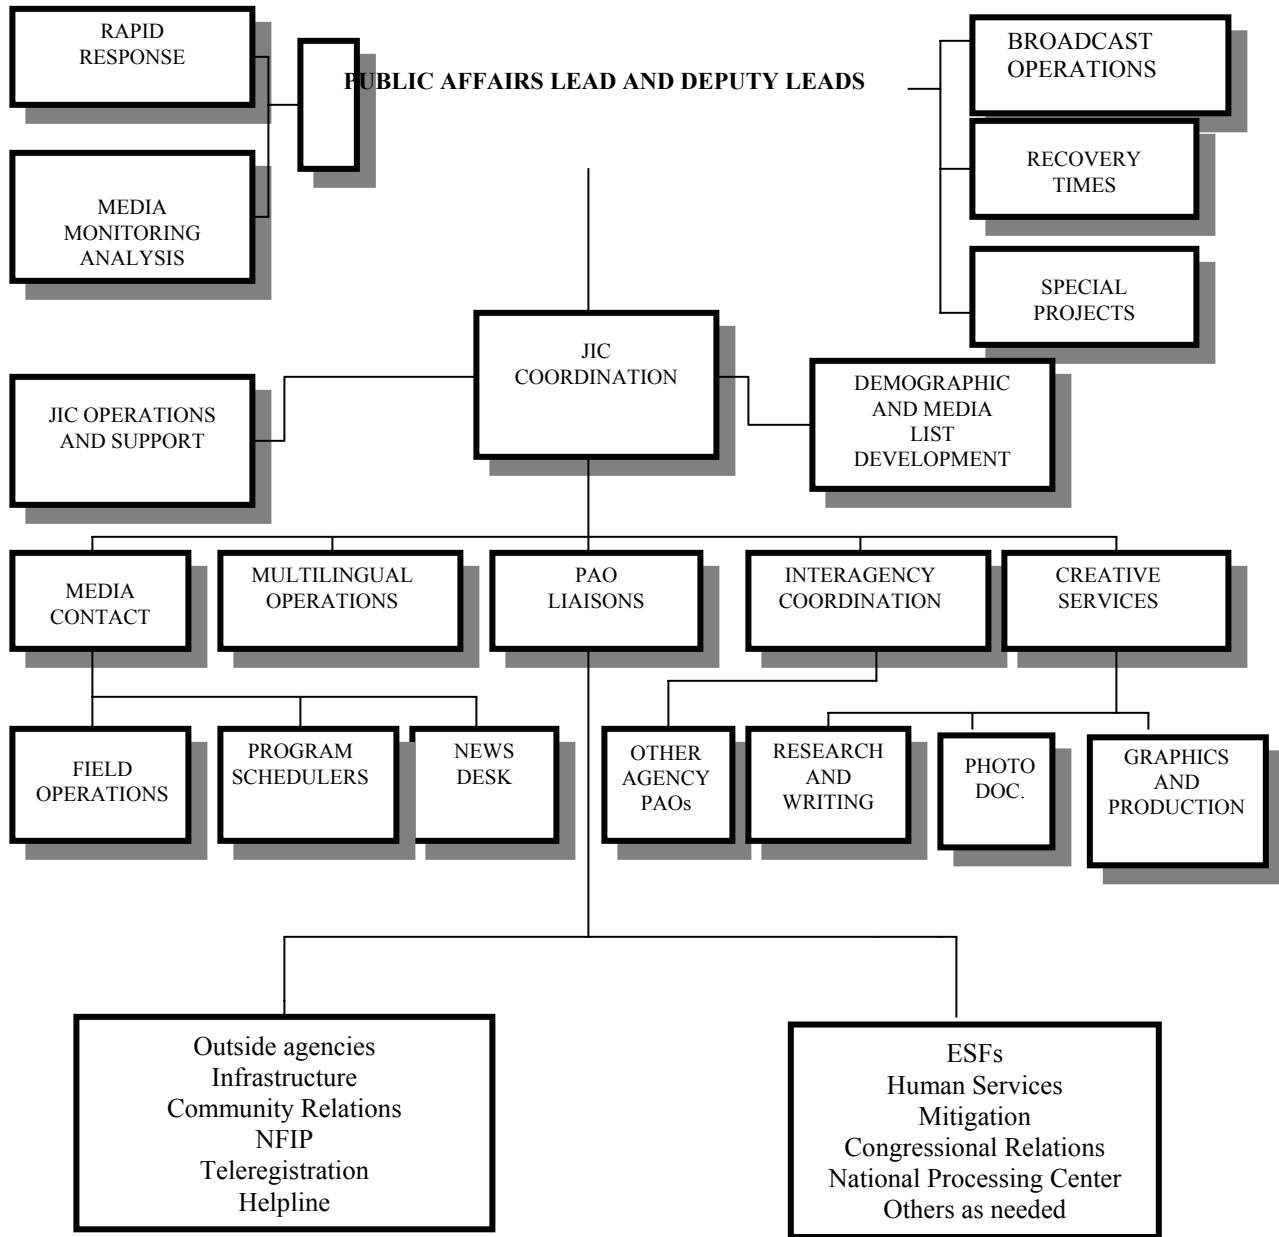 RAPID
RESPONSE
PUBLIC AFFAIRS LEAD AND DEPUTY LEADS
BROADCAST
OPERATIONS
MEDIA
MONITORING
ANALYSIS
RECOVERY
TIMES
SPECIAL
PROJECTS
JIC
COORDINATION
JIC OPERATIONS
AND SUPPORT
DEMOGRAPHIC
AND MEDIA
LIST
DEVELOPMENT
MEDIA
CONTACT
MULTILINGUAL
OPERATIONS
PAO
LIAISONS
INTERAGENCY
COORDINATION
CREATIVE
SERVICES
FIELD
OPERATIONS
PROGRAM
SCHEDULERS
NEWS
DESK
OTHER
AGENCY
PAOs
RESEARCH
AND
WRITING
PHOTO
DOC.
GRAPHICS
AND
PRODUCTION
Outside agencies
Infrastructure
Community Relations
NFIP
Teleregistration
Helpline
ESFs
Human Services
Mitigation
Congressional Relations
National Processing Center
Others as needed